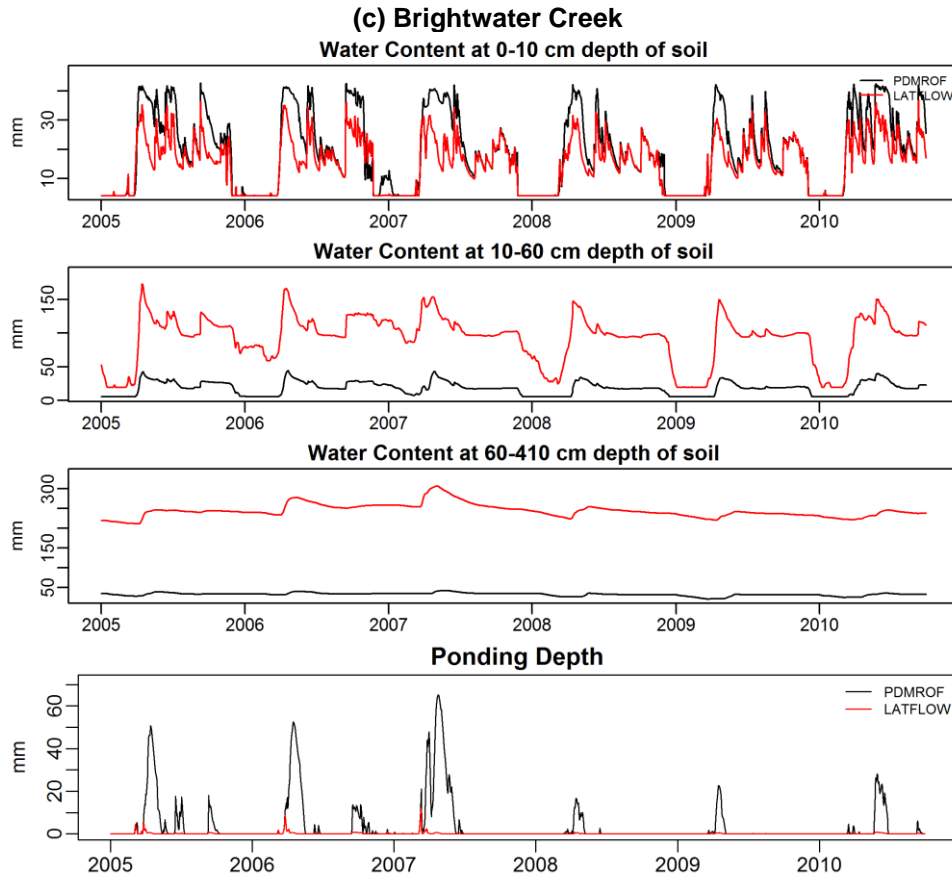 (c) Brightwater Creek
Water Content at 0-10 cm depth of soil
mm
10 30
PDMROF
LATFLOW
2005 2006 2007 2008 2009 2010
Water Content at 10-60 cm depth of soil
0 50 150
2005 2006 2007 2008 2009 2010
Water Content at 60-410 cm depth of soil
mm
50 150 300
2005 2006 2007 2008 2009 2010
Ponding Depth
mm
0 20 40 60
PDMROF
LATFLOW
2005 2006 2007 2008 2009 2010